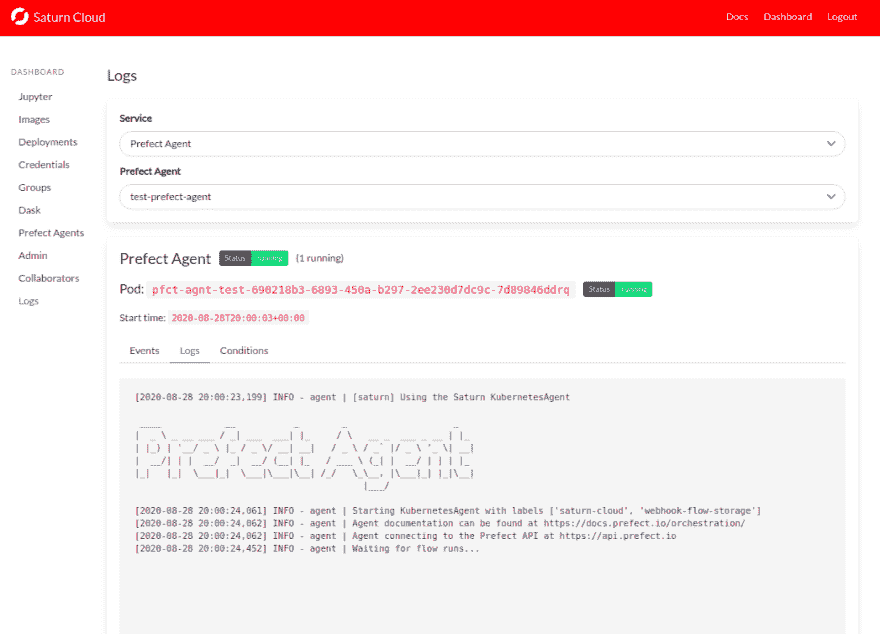 Saturn Cloud
Docs Dashboard Logout
DASHBOARD
Jupyter
Images
Deployments
Credentials
Groups
Dask
Prefect Agents
Admin
Collaborators
Logs
Logs
Service
Prefect Agent
Prefect Agent
test-prefect-agent
Prefect Agent Status running (1 running)
Pod: pfct-agnt-test-690218b3-6893-450a-b297-2ee230d7dc9c-7d89846ddrq Status running
Start time: 2020-08-28T20:00:03+00:00
Events Logs Conditions
[2020-08-28 20:00:23,199] INFO - agent | [saturn] Using the Saturn KubernetesAgent
Prefect Agent
[2020-08-28 20:00:24,061] INFO - agent | Starting KubernetesAgent with labels ['saturn-cloud', 'webhook-flow-storage']
[2020-08-28 20:00:24,062] INFO - agent | Agent documentation can be found at https://docs.prefect.io/orchestration/
[2020-08-28 20:00:24,062] INFO - agent | Agent connecting to the Prefect API at https://api.prefect.io
[2020-08-28 20:00:24,452] INFO - agent | Waiting for flow runs...